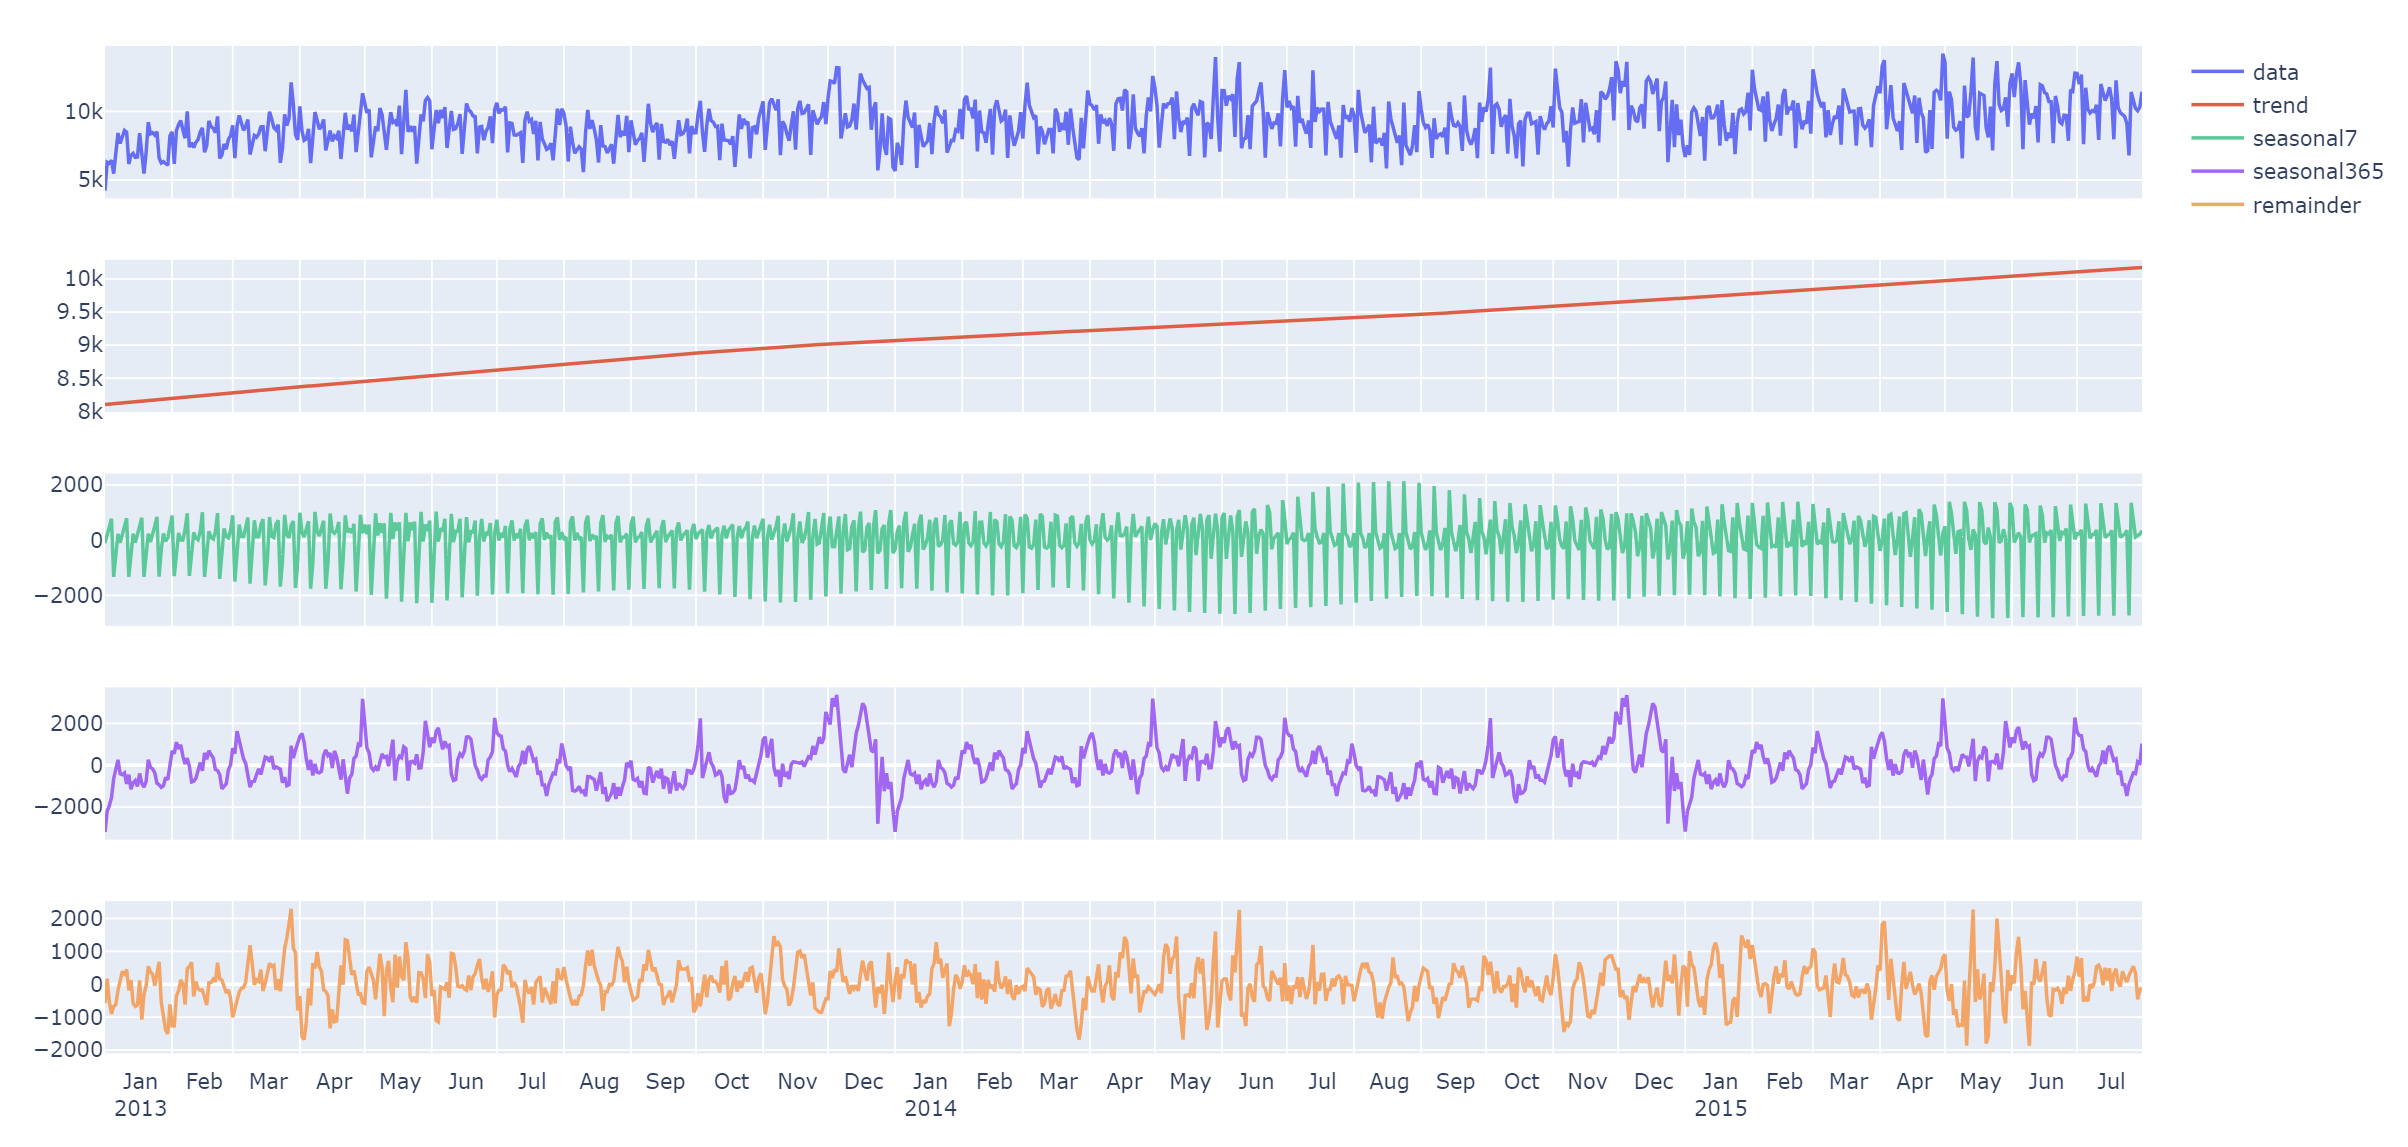 data
trend
seasonal7
seasonal365
remainder
10k
5k
10k
9.5k
9k
8.5k
8k
2000
0
−2000
2000
0
−2000
2000
1000
0
−1000
−2000
Jan Feb Mar Apr May Jun Jul Aug Sep Oct Nov Dec Jan Feb Mar Apr May Jun Jul Aug Sep Oct Nov Dec Jan Feb Mar Apr May Jun Jul
2013 2014 2015